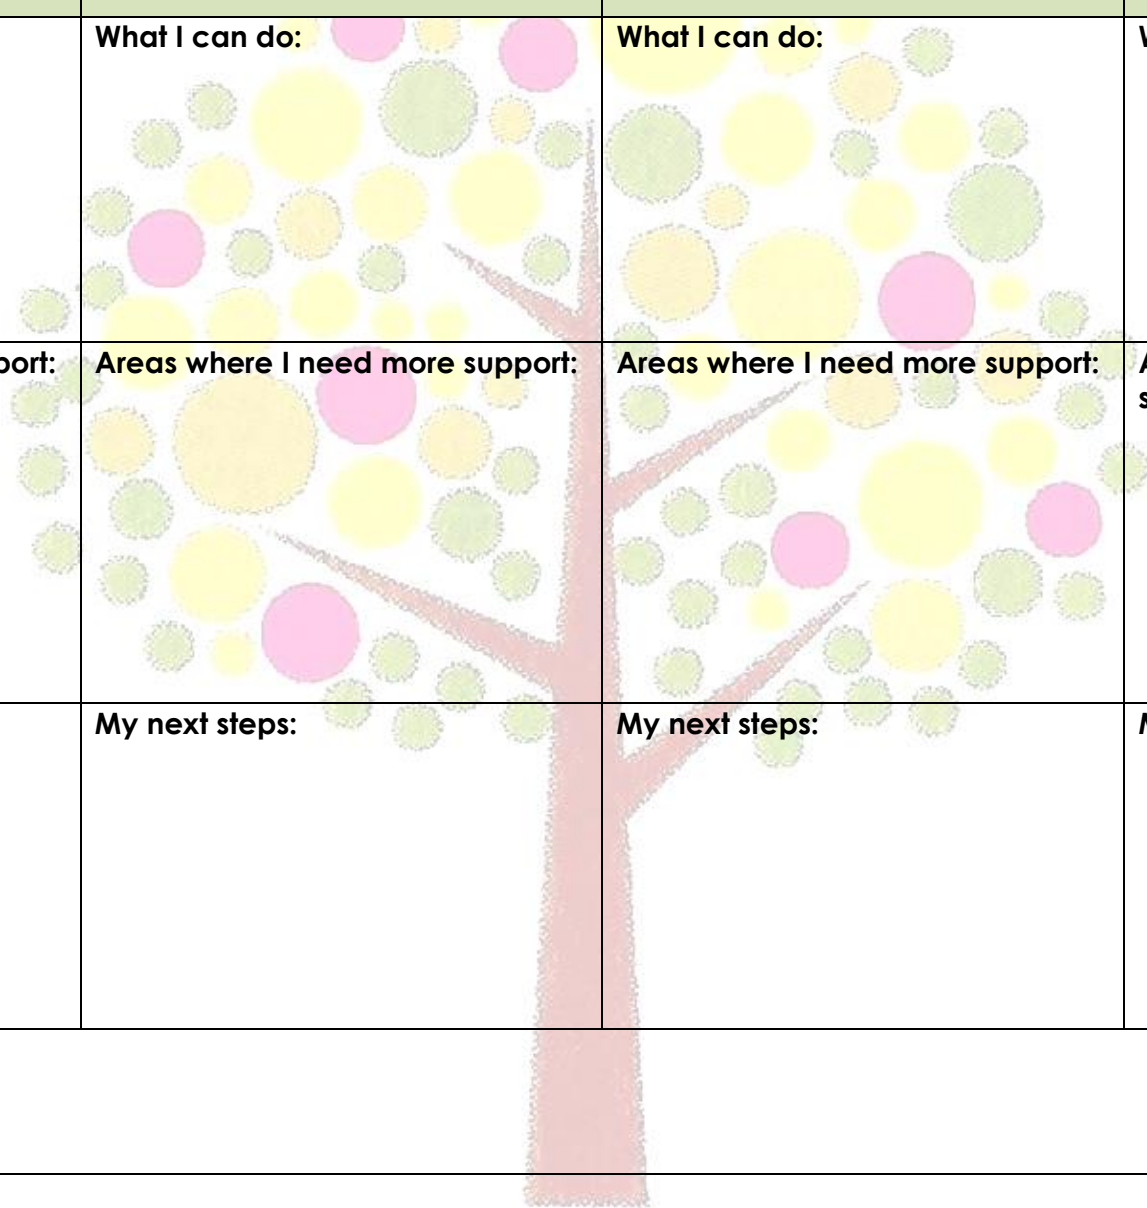 What I can do:
What I can do:
port:
Areas where I need more support:
Areas where I need more support:
My next steps:
My next steps: